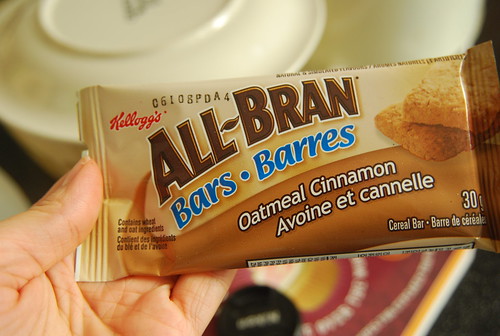 C6108PDA4
Kellogg's
ALL-BRAN
Bars • Barres
Oatmeal Cinnamon
Avoine et cannelle
30 g
Cereal Bar • Barre de céréales
Contains wheat
and oat ingredients
Contient des ingrédients
du blé et de l'avoine